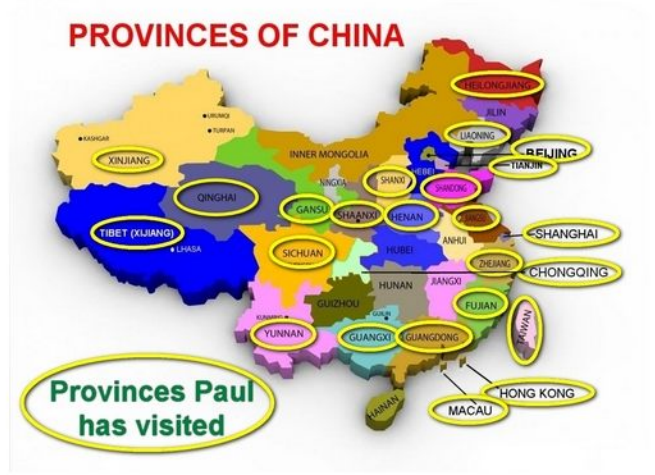 PROVINCES OF CHINA
HEILONGJIANG
JILIN
URUMQI
TURPAN
KASHGAR
LIAONING
INNER MONGOLIA
BEIJING
TIANJIN
XINJIANG
HEBEI
NINGXIA
SHANXI
SHANDONG
QINGHAI
GANSU
SHAANXI
HENAN
JIANGSU
TIBET (XIJIANG)
LHASA
SHANGHAI
ANHUI
SICHUAN
HUBEI
ZHEJIANG
CHONGQING
HUNAN
JIANGXI
GUIZHOU
FUJIAN
KUNMING
GUILIN
TAIWAN
YUNNAN
GUANGXI
GUANGDONG
Provinces Paul
has visited
HONG KONG
MACAU
HAINAN